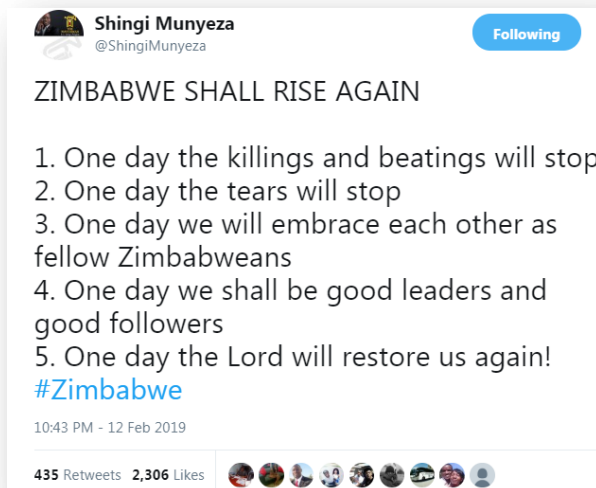 Shingi Munyeza
@ShingiMunyeza
Following
ZIMBABWE SHALL RISE AGAIN
1. One day the killings and beatings will stop
2. One day the tears will stop
3. One day we will embrace each other as
fellow Zimbabweans
4. One day we shall be good leaders and
good followers
5. One day the Lord will restore us again!
#Zimbabwe
10:43 PM - 12 Feb 2019
435 Retweets 2,306 Likes